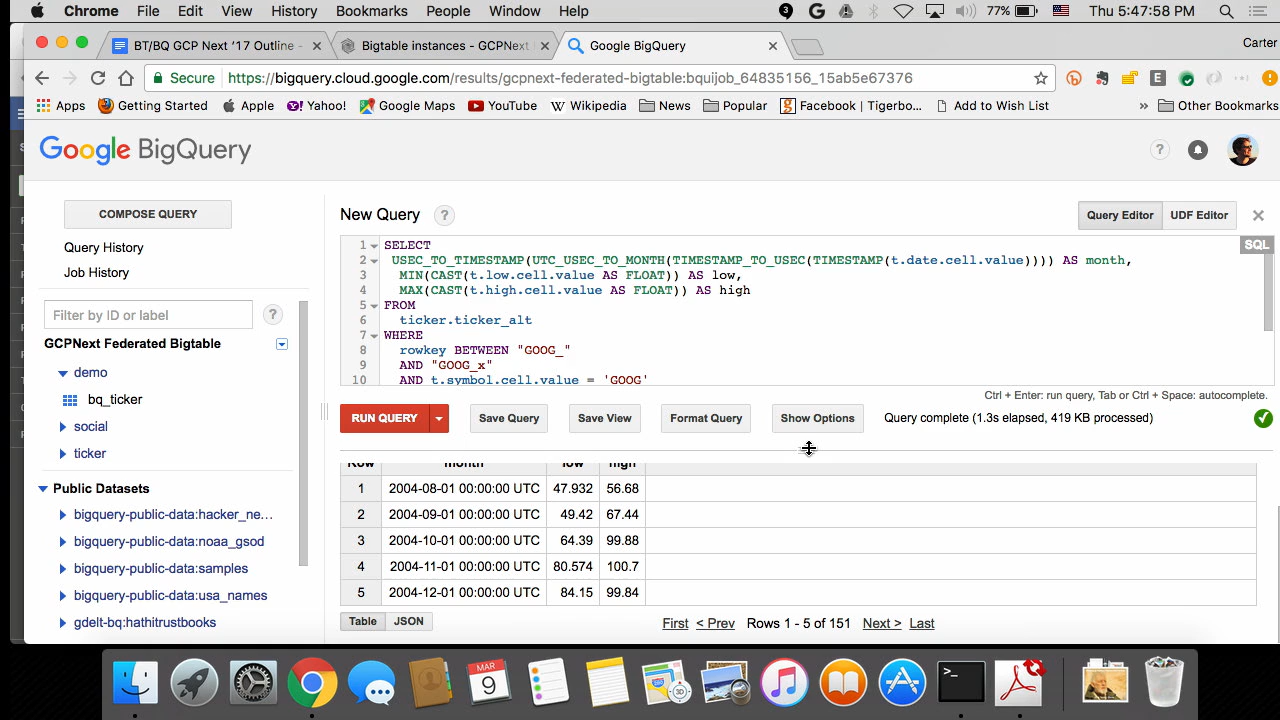 Chrome File Edit View History Bookmarks People Window Help 77% Thu 5:47:58 PM
BT/BQ GCP Next '17 Outline - Bigtable instances - GCPNext Google BigQuery Carter
Secure https://bigquery.cloud.google.com/results/gcpnext-federated-bigtable:bquijob_64835156_15ab5e67376
Apps Getting Started Apple Yahoo! Google Maps YouTube Wikipedia News Popular Facebook | Tigerbo... Add to Wish List » Other Bookmarks
Google BigQuery ?
COMPOSE QUERY
Query History
Job History
Filter by ID or label ?
GCPNext Federated Bigtable
demo
bq_ticker
social
ticker
Public Datasets
bigquery-public-data:hacker_ne...
bigquery-public-data:noaa_gsod
bigquery-public-data:samples
bigquery-public-data:usa_names
gdelt-bq:hathitrustbooks
New Query ? Query Editor UDF Editor
SQL
1 SELECT
2 USEC_TO_TIMESTAMP(UTC_USEC_TO_MONTH(TIMESTAMP_TO_USEC(TIMESTAMP(t.date.cell.value)))) AS month,
3 MIN(CAST(t.low.cell.value AS FLOAT)) AS low,
4 MAX(CAST(t.high.cell.value AS FLOAT)) AS high
5 FROM
6 ticker.ticker_alt
7 WHERE
8 rowkey BETWEEN "GOOG_"
9 AND "GOOG_x"
10 AND t.symbol.cell.value = 'GOOG'
Ctrl + Enter: run query, Tab or Ctrl + Space: autocomplete.
RUN QUERY Save Query Save View Format Query Show Options Query complete (1.3s elapsed, 419 KB processed)
Row month low high
1 2004-08-01 00:00:00 UTC 47.932 56.68
2 2004-09-01 00:00:00 UTC 49.42 67.44
3 2004-10-01 00:00:00 UTC 64.39 99.88
4 2004-11-01 00:00:00 UTC 80.574 100.7
5 2004-12-01 00:00:00 UTC 84.15 99.84
Table JSON First < Prev Rows 1 - 5 of 151 Next > Last
MAR
9